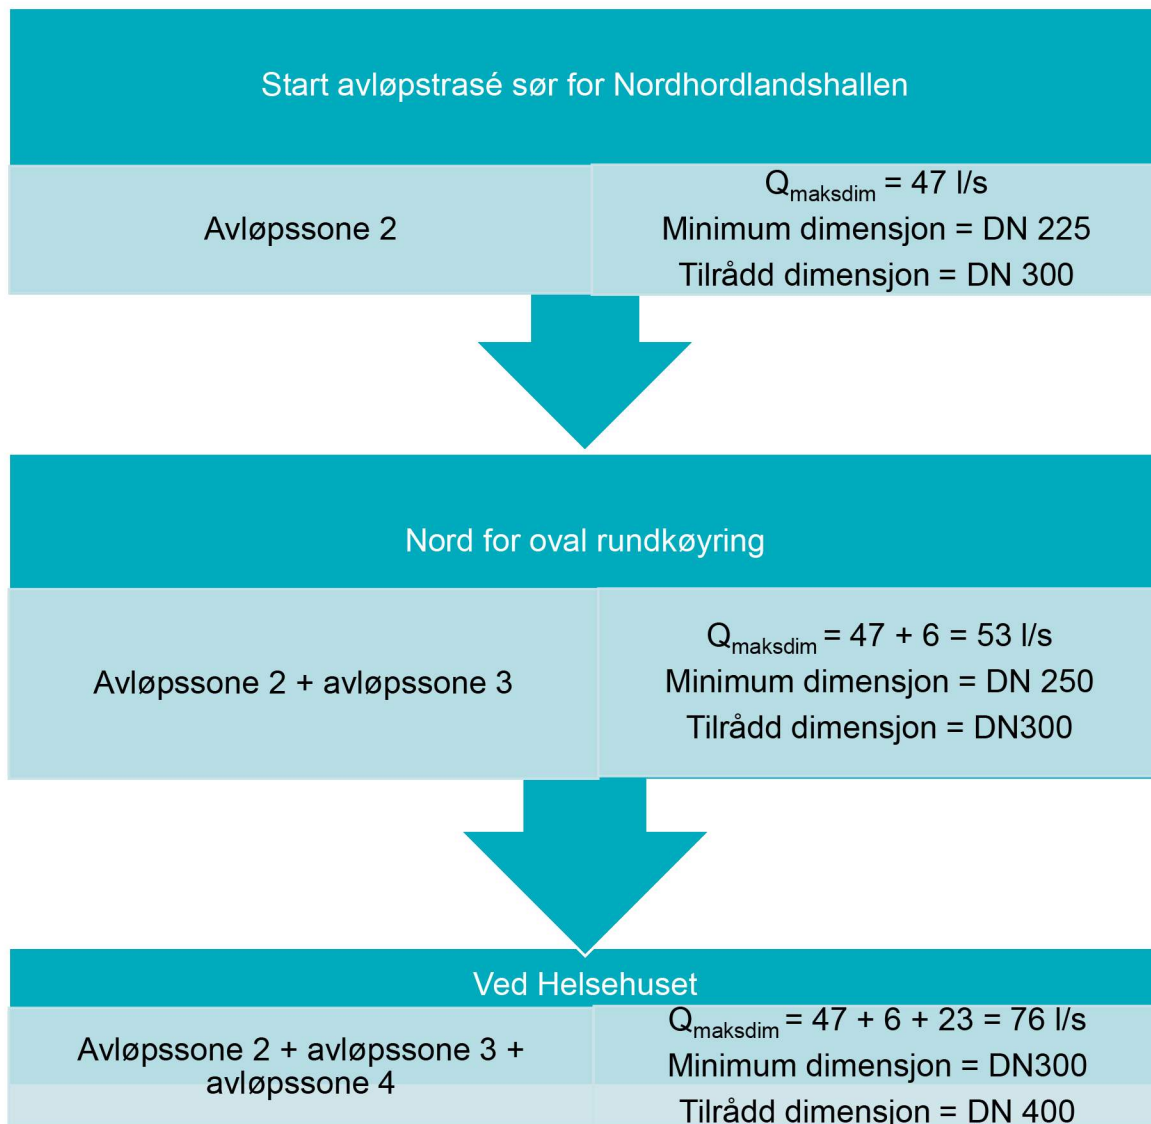 Start avløpstrasé sør for Nordhordlandshallen
Avløpssone 2
Qmaksdim = 47 l/s
Minimum dimensjon = DN 225
Tilrådd dimensjon = DN 300
Nord for oval rundkøyring
Avløpssone 2 + avløpssone 3
Qmaksdim = 47 + 6 = 53 l/s
Minimum dimensjon = DN 250
Tilrådd dimensjon = DN300
Ved Helsehuset
Avløpssone 2 + avløpssone 3 +
avløpssone 4
Qmaksdim = 47 + 6 + 23 = 76 l/s
Minimum dimensjon = DN300
Tilrådd dimensjon = DN 400